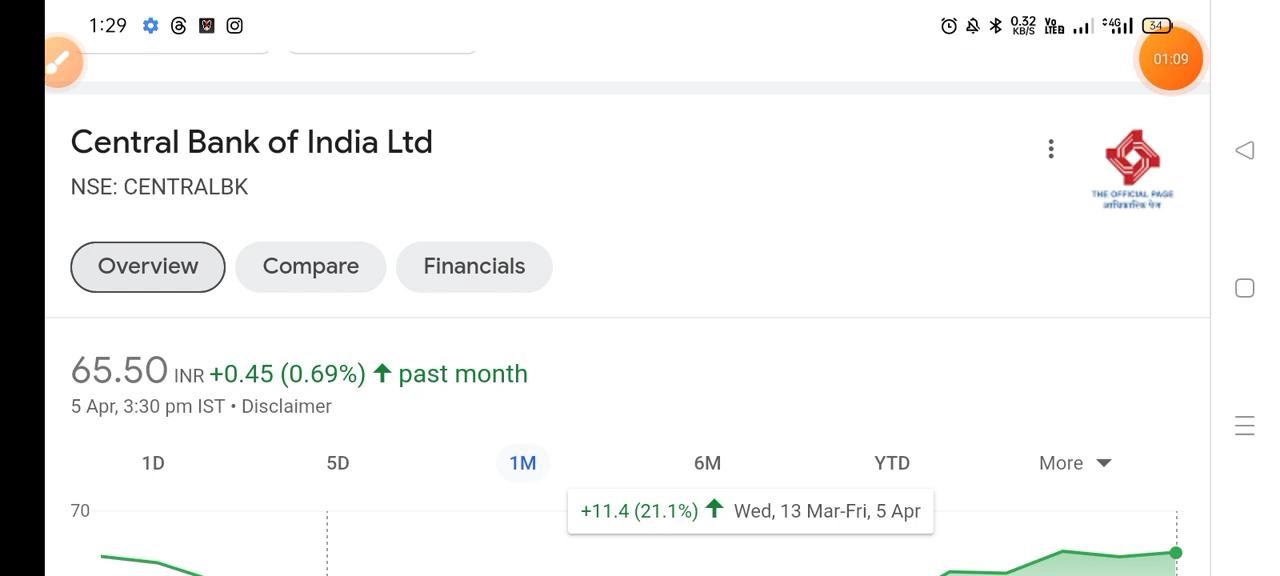 1:29
0.32 KB/S
Vo LTE2
4G
34
01:09
Central Bank of India Ltd
NSE: CENTRALBK
THE OFFICIAL PAGE
आधिकारिक पेज
Overview
Compare
Financials
65.50 INR +0.45 (0.69%) ↑ past month
5 Apr, 3:30 pm IST • Disclaimer
1D 5D 1M 6M YTD More
+11.4 (21.1%) ↑ Wed, 13 Mar-Fri, 5 Apr
70